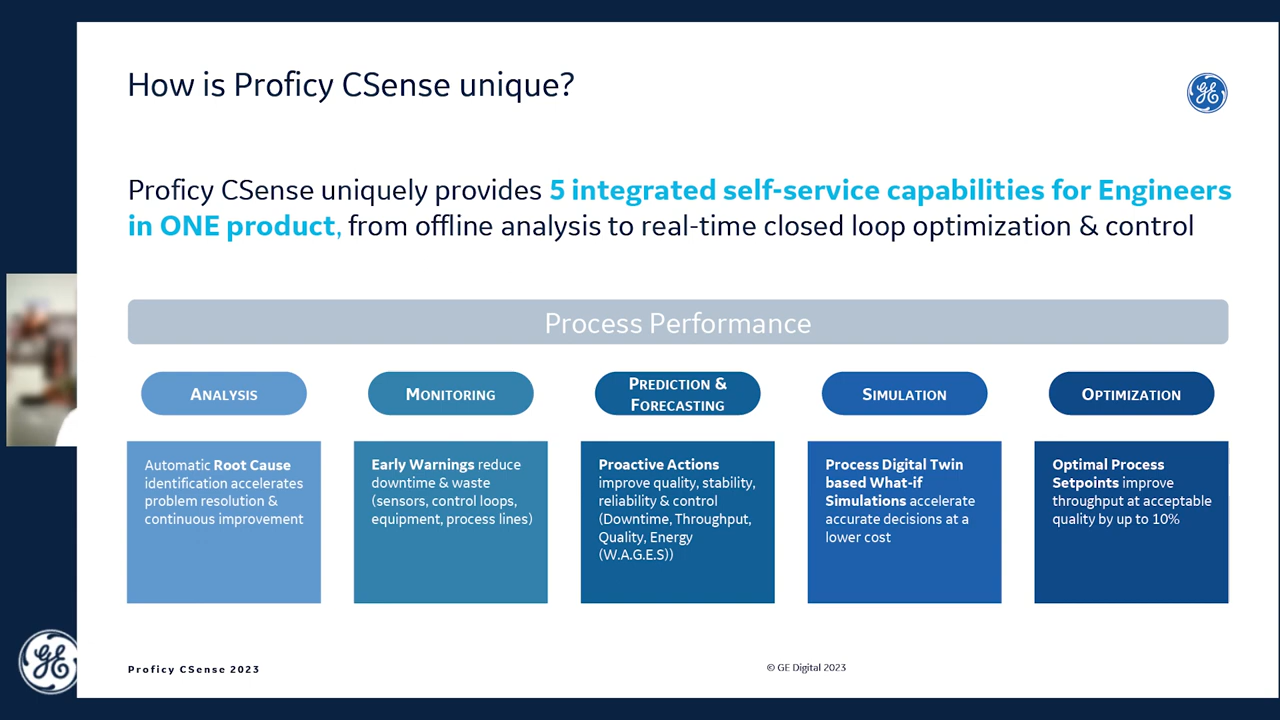 How is Proficy CSense unique?
GE
Proficy CSense uniquely provides 5 integrated self-service capabilities for Engineers
in ONE product, from offline analysis to real-time closed loop optimization & control
Process Performance
ANALYSIS
MONITORING
PREDICTION &
FORECASTING
SIMULATION
OPTIMIZATION
Automatic Root Cause
identification accelerates
problem resolution &
continuous improvement
Early Warnings reduce
downtime & waste
(sensors, control loops,
equipment, process lines)
Proactive Actions
improve quality, stability,
reliability & control
(Downtime, Throughput,
Quality, Energy
(W.A.G.E.S))
Process Digital Twin
based What-if
Simulations accelerate
accurate decisions at a
lower cost
Optimal Process
Setpoints improve
throughput at acceptable
quality by up to 10%
GE
Proficy CSense 2023
© GE Digital 2023